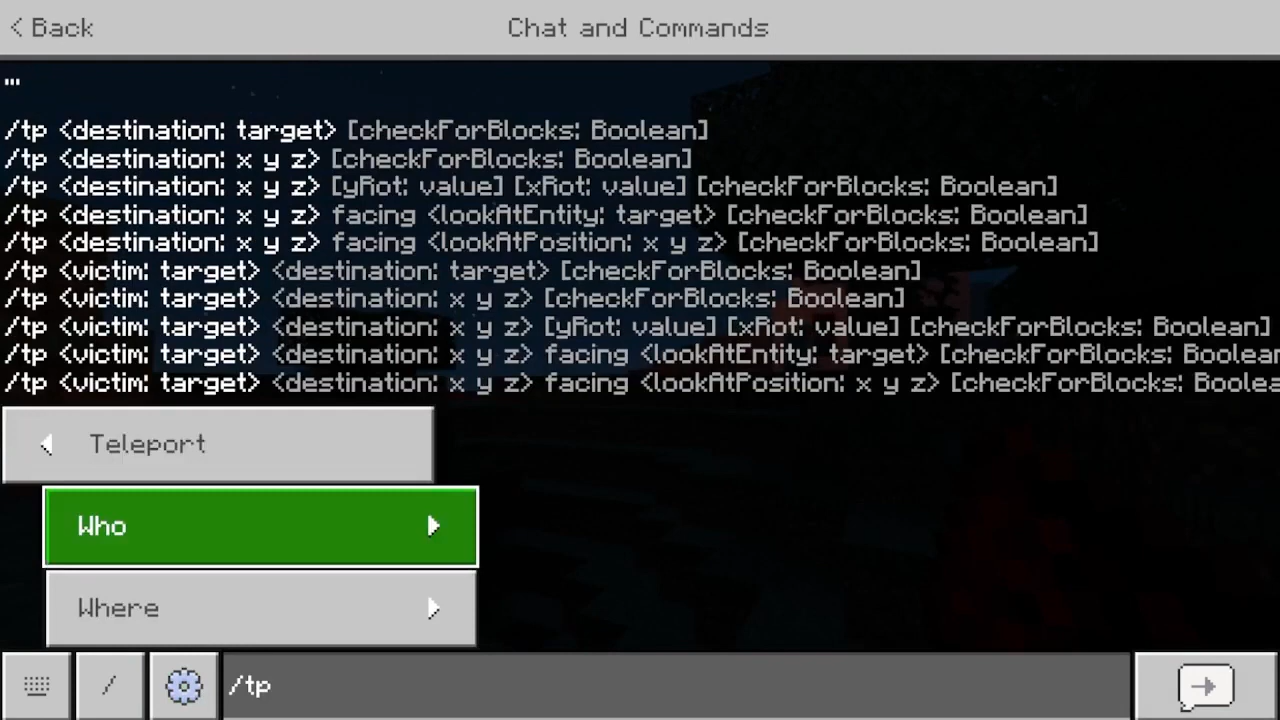 Back
Chat and Commands
...
/tp <destination: target> [checkForBlocks: Boolean]
/tp <destination: x y z> [checkForBlocks: Boolean]
/tp <destination: x y z> [yRot: value] [xRot: value] [checkForBlocks: Boolean]
/tp <destination: x y z> facing <lookAtEntity: target> [checkForBlocks: Boolean]
/tp <destination: x y z> facing <lookAtPosition: x y z> [checkForBlocks: Boolean]
/tp <victim: target> <destination: target> [checkForBlocks: Boolean]
/tp <victim: target> <destination: x y z> [checkForBlocks: Boolean]
/tp <victim: target> <destination: x y z> [yRot: value] [xRot: value] [checkForBlocks: Boolean]
/tp <victim: target> <destination: x y z> facing <lookAtEntity: target> [checkForBlocks: Boolean
/tp <victim: target> <destination: x y z> facing <lookAtPosition: x y z> [checkForBlocks: Boolea
Teleport
Who
Where
/
/tp